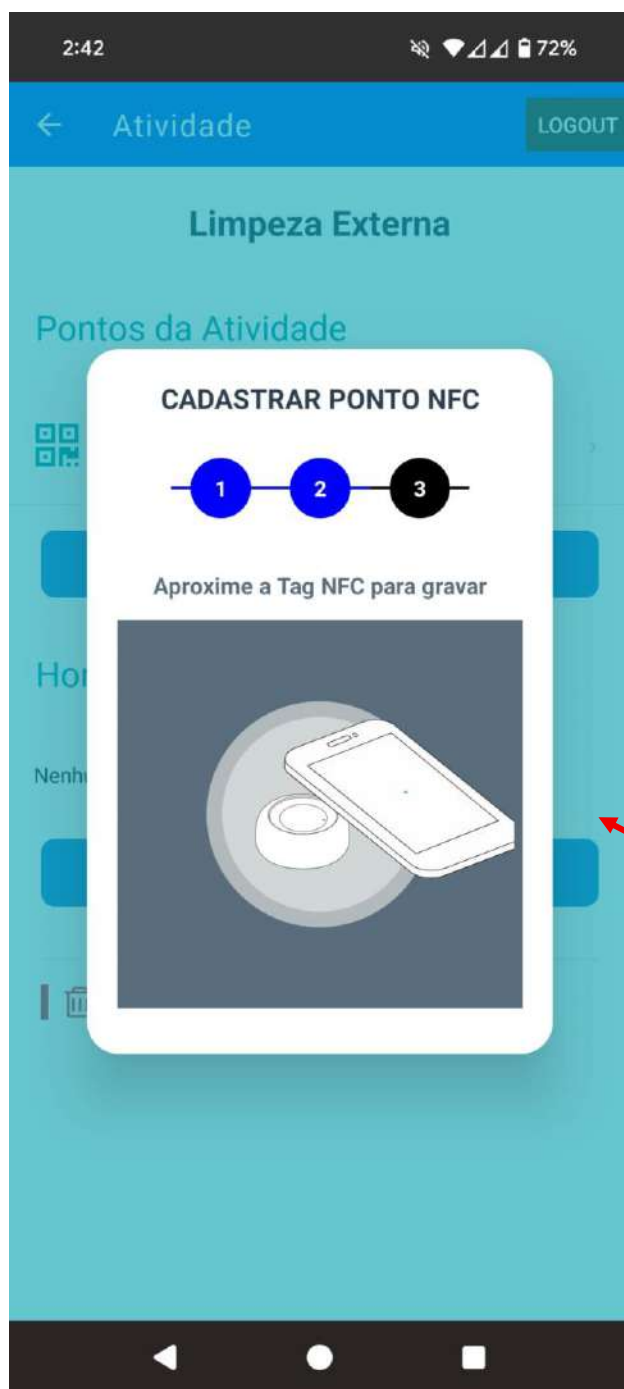 2:42
72%
Atividade
LOGOUT
Limpeza Externa
Pontos da Atividade
CADASTRAR PONTO NFC
1 2 3
Aproxime a Tag NFC para gravar